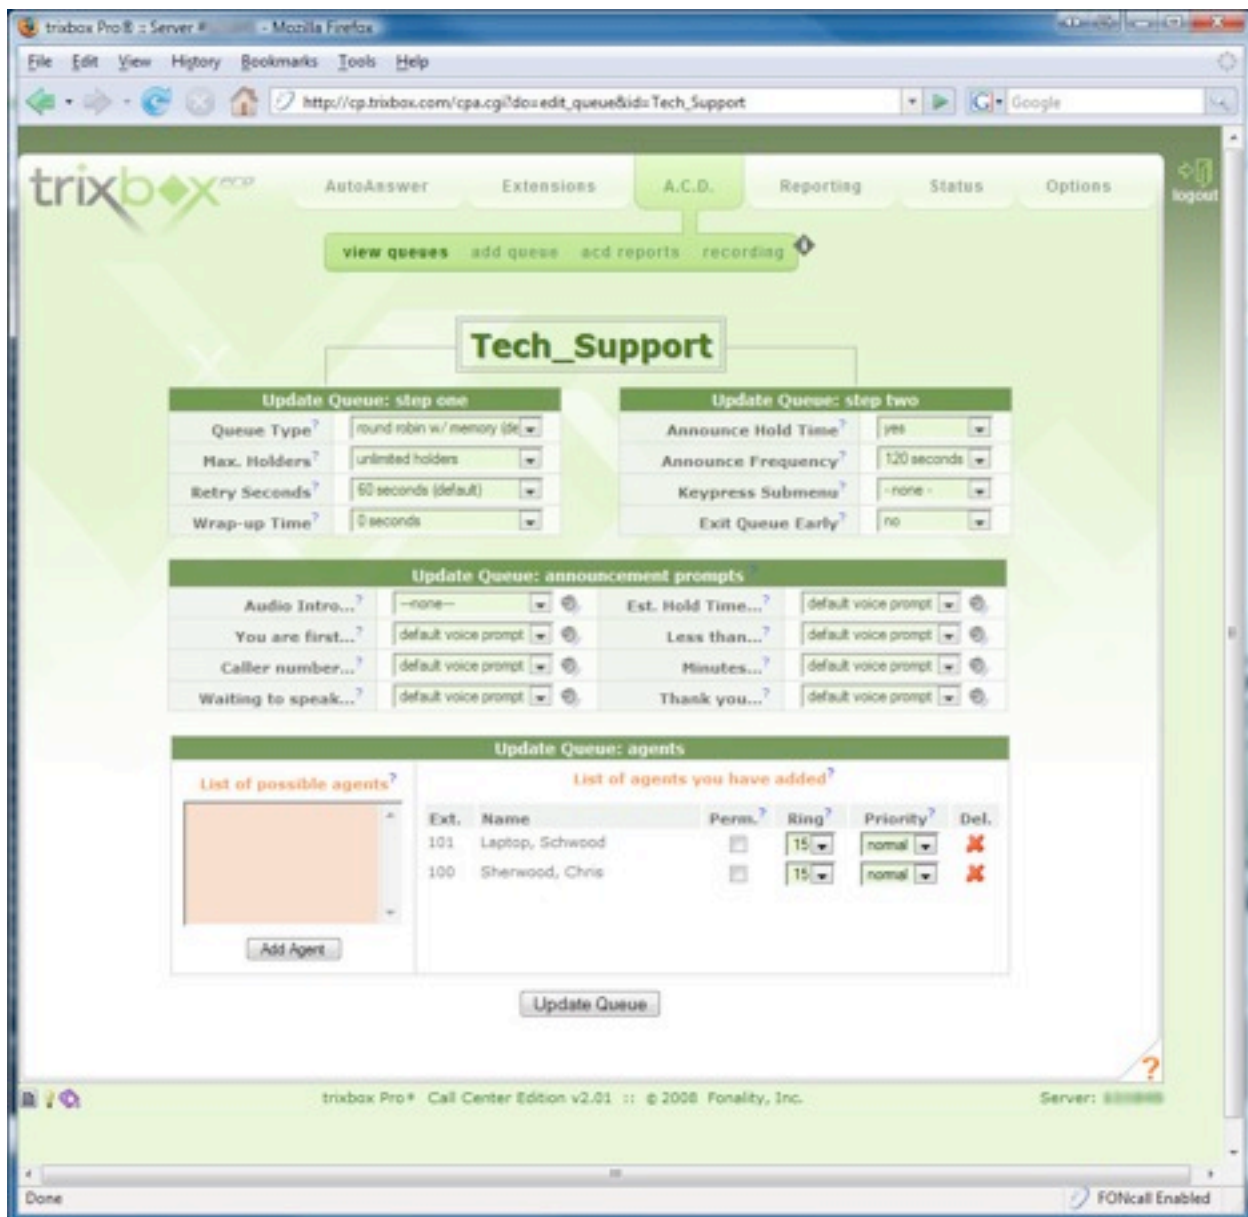 trixbox Pro® :: Server # - Mozilla Firefox
File Edit View History Bookmarks Tools Help
http://cp.trixbox.com/cpa.cgi?do=edit_queue&id=Tech_Support
Google
trixbox pro
AutoAnswer Extensions A.C.D. Reporting Status Options
logout
view queues add queue acd reports recording
Tech_Support
Update Queue: step one
Queue Type? round robin w/ memory (de
Max. Holders? unlimited holders
Retry Seconds? 60 seconds (default)
Wrap-up Time? 0 seconds
Update Queue: step two
Announce Hold Time? yes
Announce Frequency? 120 seconds
Keypress Submenu? - none -
Exit Queue Early? no
Update Queue: announcement prompts ?
Audio Intro...? ---none--- Est. Hold Time...? default voice prompt
You are first...? default voice prompt Less than...? default voice prompt
Caller number...? default voice prompt Minutes...? default voice prompt
Waiting to speak...? default voice prompt Thank you...? default voice prompt
Update Queue: agents
List of possible agents?
Add Agent
List of agents you have added?
Ext. Name Perm.? Ring? Priority? Del.
101 Laptop, Schwood 15 normal
100 Sherwood, Chris 15 normal
Update Queue
?
trixbox Pro® Call Center Edition v2.01 :: © 2008 Fonality, Inc.
Server:
Done
FONcall Enabled